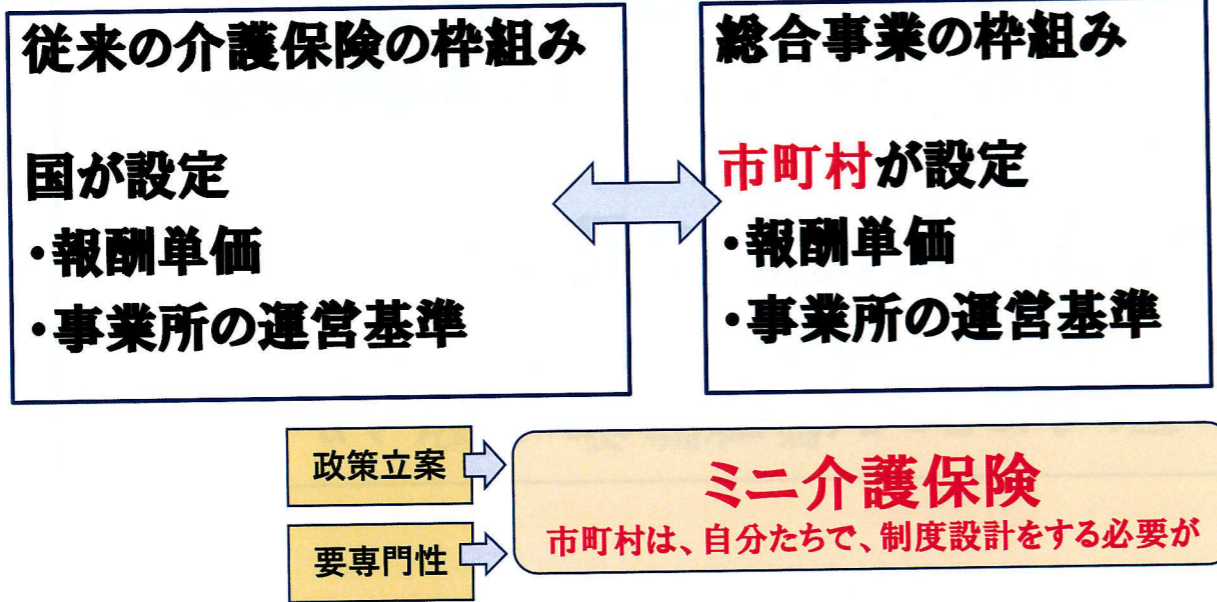 従来の介護保険の枠組み
国が設定
・報酬単価
・事業所の運営基準
総合事業の枠組み
市町村が設定
・報酬単価
・事業所の運営基準
政策立案
要専門性
ミニ介護保険
市町村は、自分たちで、制度設計をする必要が